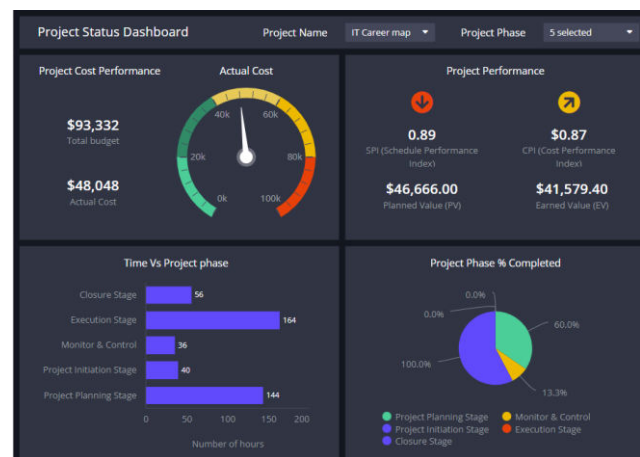 Project Status Dashboard
Project Name
IT Career map
Project Phase
5 selected
Project Cost Performance
Actual Cost
$93,332
Total budget
$48,048
Actual Cost
0k
20k
40k
60k
80k
100k
Project Performance
0.89
SPI (Schedule Performance
Index)
$0.87
CPI (Cost Performance
Index)
$46,666.00
Planned Value (PV)
$41,579.40
Earned Value (EV)
Time Vs Project phase
Closure Stage
56
Execution Stage
164
Monitor & Control
36
Project Initiation Stage
40
Project Planning Stage
144
0 50 100 150 200
Number of hours
Project Phase % Completed
0.0%
0.0%
60.0%
100.0%
13.3%
Project Planning Stage
Monitor & Control
Project Initiation Stage
Execution Stage
Closure Stage